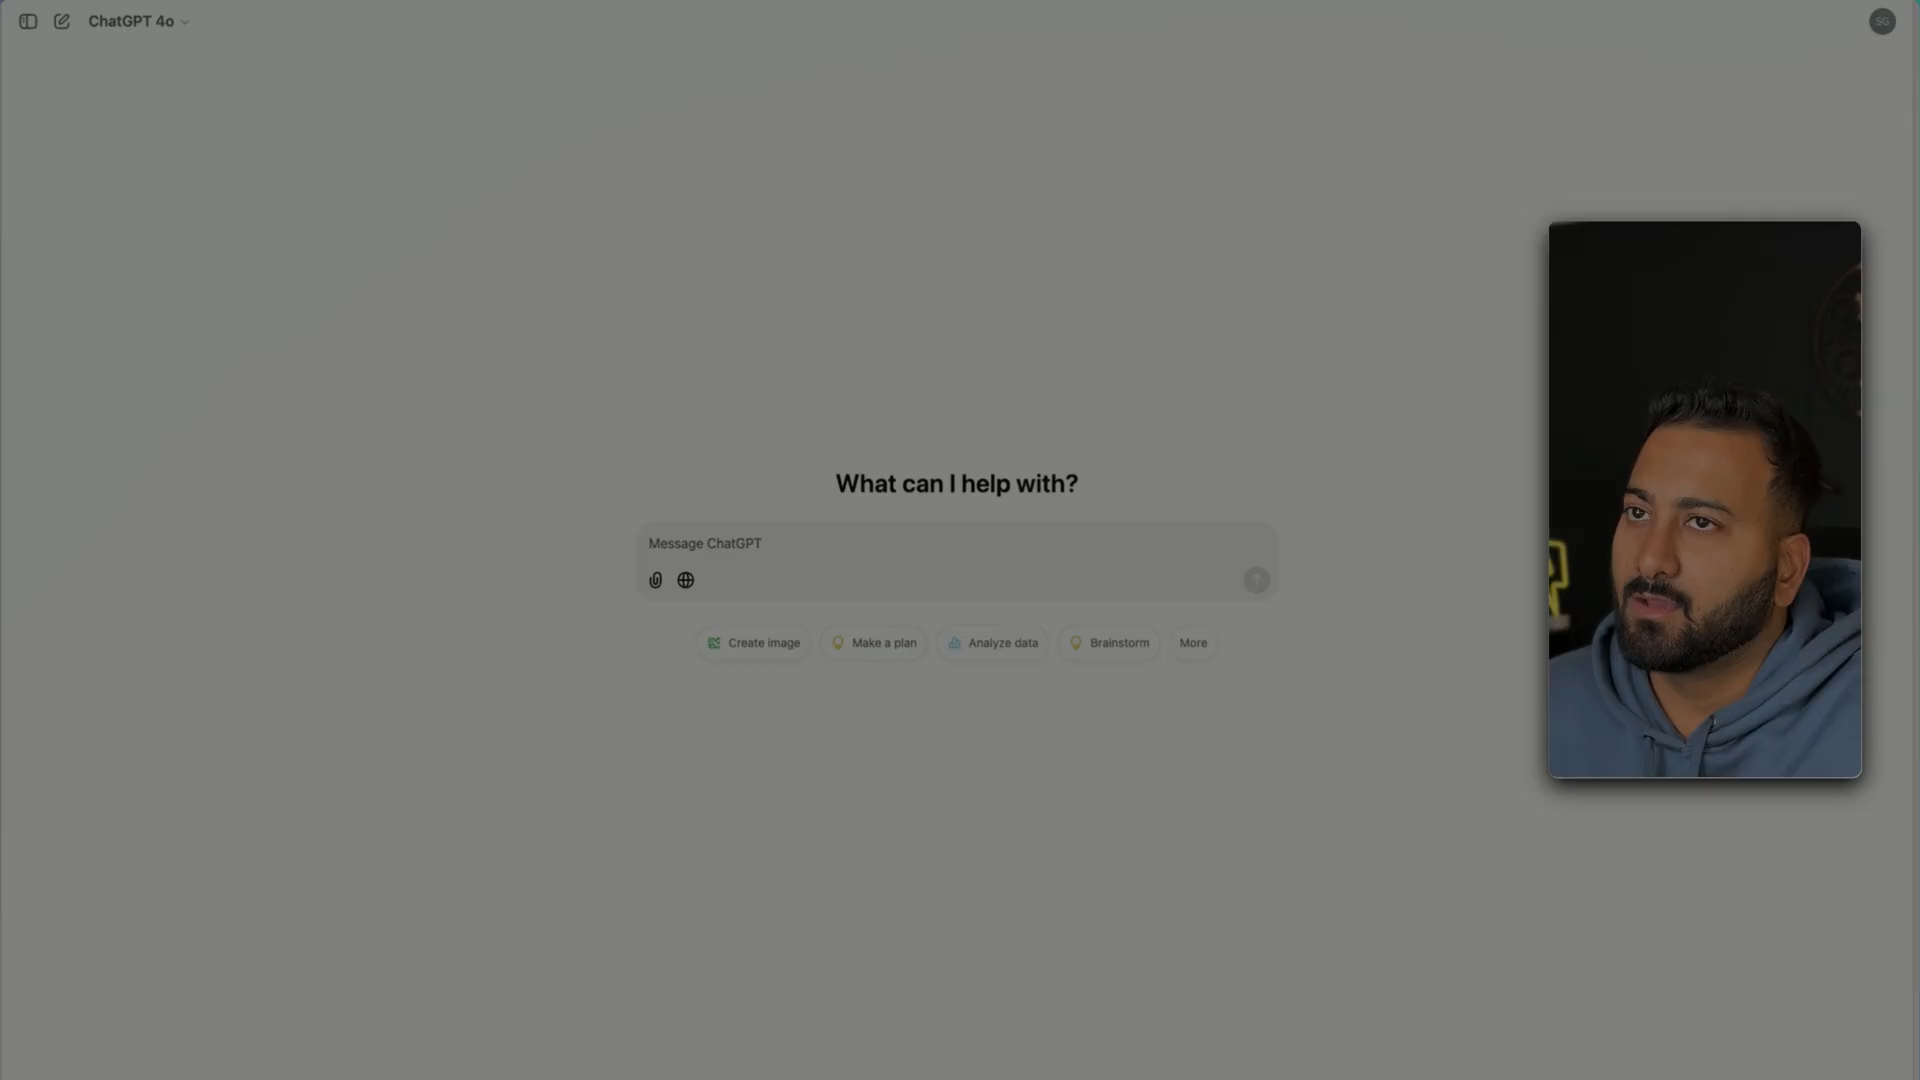 ChatGPT 4o
SG
What can I help with?
Message ChatGPT
Create image
Make a plan
Analyze data
Brainstorm
More